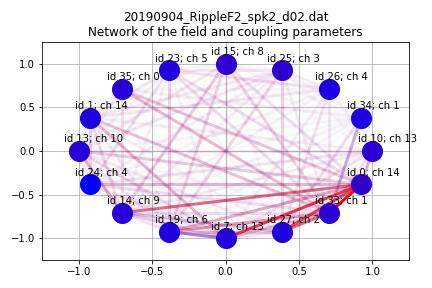 20190904_RippleF2_spk2_d02.dat
Network of the field and coupling parameters
id 15; ch 8
id 23; ch 5
id 25; ch 3
id 35; ch 0
id 26; ch 4
id 1; ch 14
id 34; ch 1
id 13; ch 10
id 10; ch 13
id 24; ch 4
id 0; ch 14
id 14; ch 9
id 33; ch 1
id 19; ch 6
id 27; ch 2
id 7; ch 13
1.0
0.5
0.0
−0.5
−1.0
−1.0
−0.5
0.0
0.5
1.0